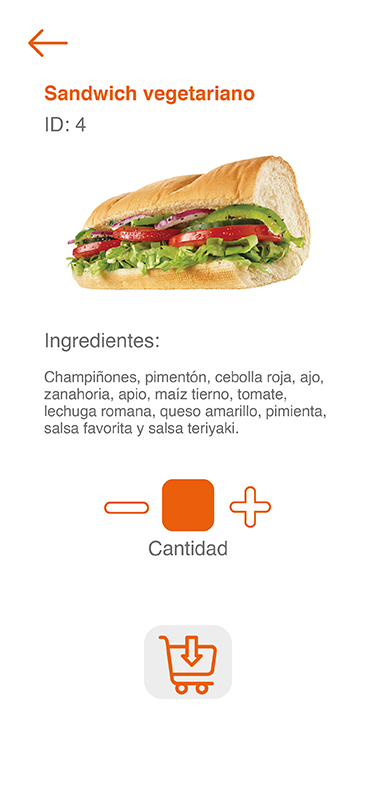 Sandwich vegetariano
ID: 4
Ingredientes:
Champiñones, pimentón, cebolla roja, ajo,
zanahoria, apio, maíz tierno, tomate,
lechuga romana, queso amarillo, pimienta,
salsa favorita y salsa teriyaki.
Cantidad